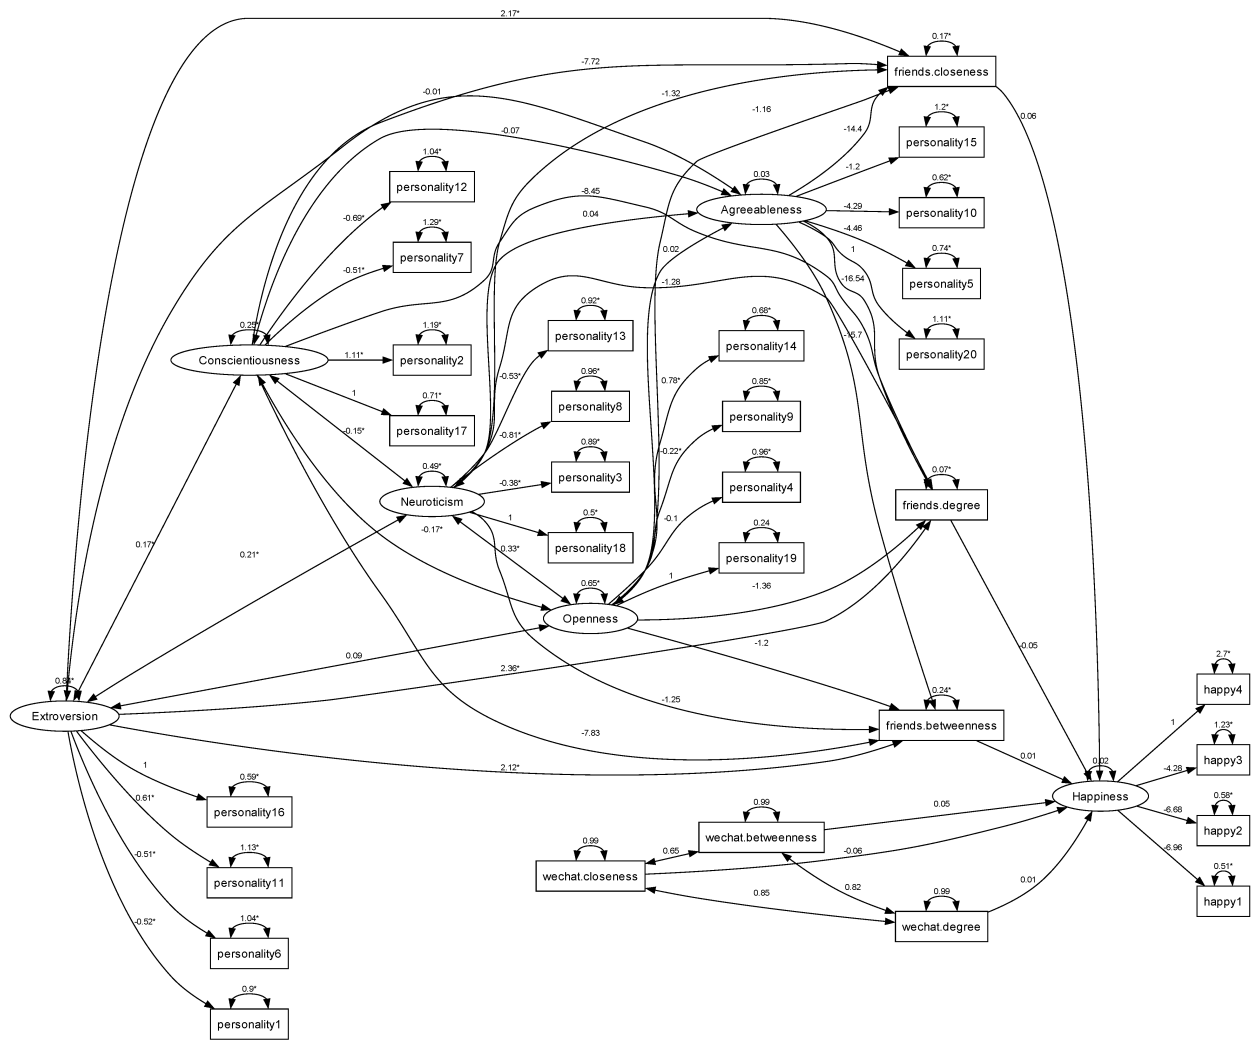 2.17*
0.17*
friends.closeness
-7.72
-0.01
-1.32
-1.16
0.06
1.2*
personality15
-14.4
-0.07
1.04*
personality12
-1.2
0.03
Agreeableness
0.62*
personality10
-8.45
-4.29
-0.69*
0.04
1.29*
personality7
-4.46
0.02
1
0.74*
personality5
-0.51*
-1.28
-16.54
0.92*
personality13
0.68*
personality14
1.11*
personality20
0.25*
Conscientiousness
1.19*
personality2
1.11*
-0.53*
0.78*
0.96*
personality8
0.85*
personality9
1
0.71*
personality17
-0.15*
-0.81*
-0.22*
0.89*
personality3
0.96*
personality4
0.49*
Neuroticism
-0.38*
0.07*
friends.degree
1
0.5*
personality18
-0.1
0.24
personality19
0.17*
0.21*
-0.17*
0.33*
1
-1.36
0.65*
Openness
-1.2
-0.05
0.09
2.36*
0.84*
Extroversion
-1.25
0.24*
friends.betweenness
2.7*
happy4
-7.83
2.12*
0.01
1
1.23*
happy3
-4.28
0.02
Happiness
1
0.59*
personality16
0.61*
0.05
0.99
wechat.betweenness
-6.68
0.58*
happy2
0.65
-0.06
0.99
wechat.closeness
-6.96
-0.51*
1.13*
personality11
0.85
0.82
0.01
0.51*
happy1
0.99
wechat.degree
-0.52*
1.04*
personality6
0.9*
personality1